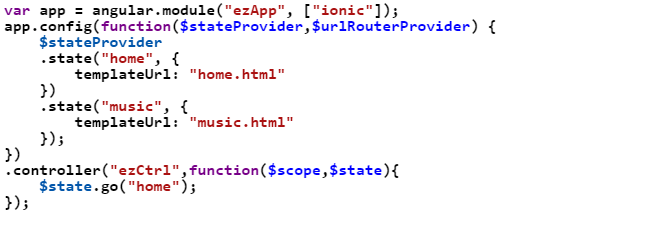 var app = angular.module("ezApp", ["ionic"]);
app.config(function($stateProvider,$urlRouterProvider) {
    $stateProvider
    .state("home", {
        templateUrl: "home.html"
    })
    .state("music", {
        templateUrl: "music.html"
    });
})
.controller("ezCtrl",function($scope,$state){
    $state.go("home");
});